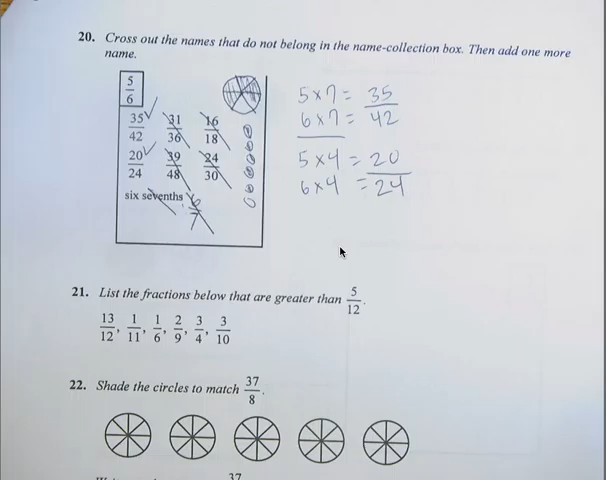 20. Cross out the names that do not belong in the name-collection box. Then add one more
name.
5/6
35/42 31/36 16/18
20/24 39/48 24/30
six sevenths 6/7
5 x 7 = 35
6 x 7 = 42
5 x 4 = 20
6 x 4 = 24
21. List the fractions below that are greater than 5/12.
13/12, 1/11, 1/6, 2/9, 3/4, 3/10
22. Shade the circles to match 37/8.
37